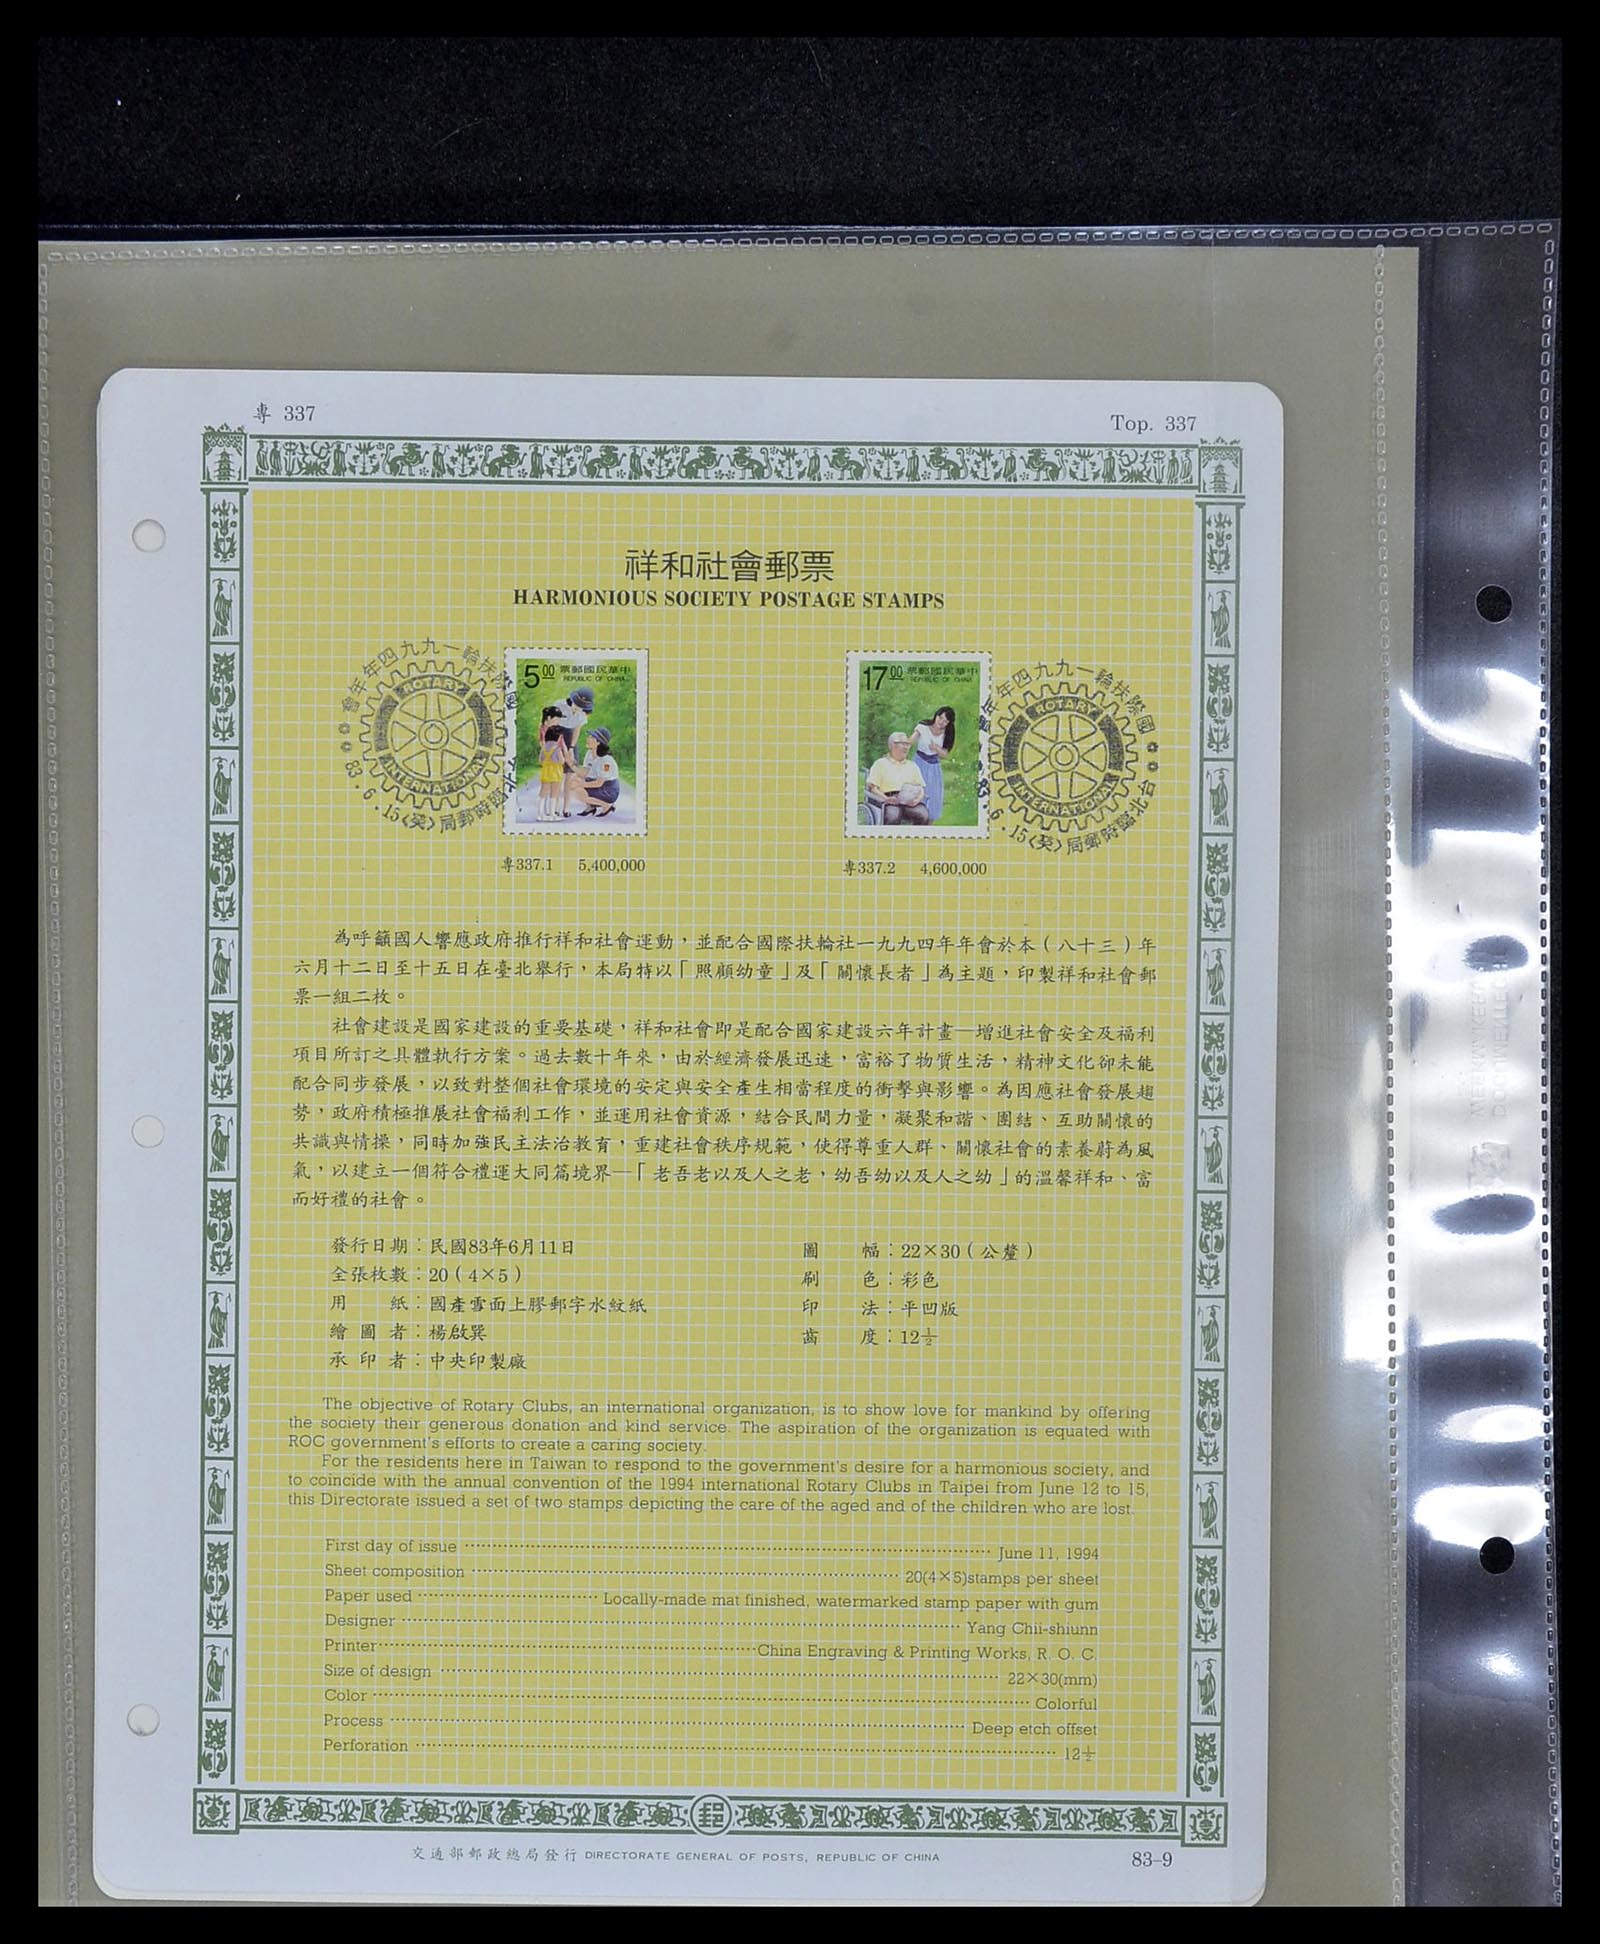 專 337
Top. 337
祥和社會郵票
HARMONIOUS SOCIETY POSTAGE STAMPS
5.00 票郵國民華中
REPUBLIC OF CHINA
17.00 票郵國民華中
REPUBLIC OF CHINA
會年年四九九一輪扶際國
ROTARY INTERNATIONAL
83.6.15(癸)局郵時臨北台
會年年四九九一輪扶際國
ROTARY INTERNATIONAL
83.6.15(癸)局郵時臨北台
專337.1 5,400,000
專337.2 4,600,000
為呼籲國人響應政府推行祥和社會運動，並配合國際扶輪社一九九四年年會於本（八十三）年
六月十二日至十五日在臺北舉行，本局特以「照顧幼童」及「關懷長者」為主題，印製祥和社會郵
票一組二枚。
社會建設是國家建設的重要基礎，祥和社會即是配合國家建設六年計畫─增進社會安全及福利
項目所訂之具體執行方案。過去數十年來，由於經濟發展迅速，富裕了物質生活，精神文化卻未能
配合同步發展，以致對整個社會環境的安定與安全產生相當程度的衝擊與影響。為因應社會發展趨
勢，政府積極推展社會福利工作，並運用社會資源，結合民間力量，凝聚和諧、團結、互助關懷的
共識與情操，同時加強民主法治教育，重建社會秩序規範，使得尊重人群、關懷社會的素養蔚為風
氣，以建立一個符合禮運大同篇境界─「老吾老以及人之老，幼吾幼以及人之幼」的溫馨祥和、富
而好禮的社會。
發行日期：民國83年6月11日
全張枚數：20（4×5）
用紙：國產雪面上膠郵字水紋紙
繪圖者：楊啟巽
承印者：中央印製廠
圖幅：22×30（公釐）
刷色：彩色
印法：平凹版
齒度：12½
The objective of Rotary Clubs, an international organization, is to show love for mankind by offering
the society their generous donation and kind service. The aspiration of the organization is equated with
ROC government's efforts to create a caring society.
For the residents here in Taiwan to respond to the government's desire for a harmonious society, and
to coincide with the annual convention of the 1994 international Rotary Clubs in Taipei from June 12 to 15,
this Directorate issued a set of two stamps depicting the care of the aged and of the children who are lost.
First day of issue June 11, 1994
Sheet composition 20(4×5)stamps per sheet
Paper used Locally-made mat finished, watermarked stamp paper with gum
Designer Yang Chii-shiunn
Printer China Engraving & Printing Works, R. O. C.
Size of design 22×30(mm)
Color Colorful
Process Deep etch offset
Perforation 12½
交通部郵政總局發行 DIRECTORATE GENERAL OF POSTS, REPUBLIC OF CHINA
83-9